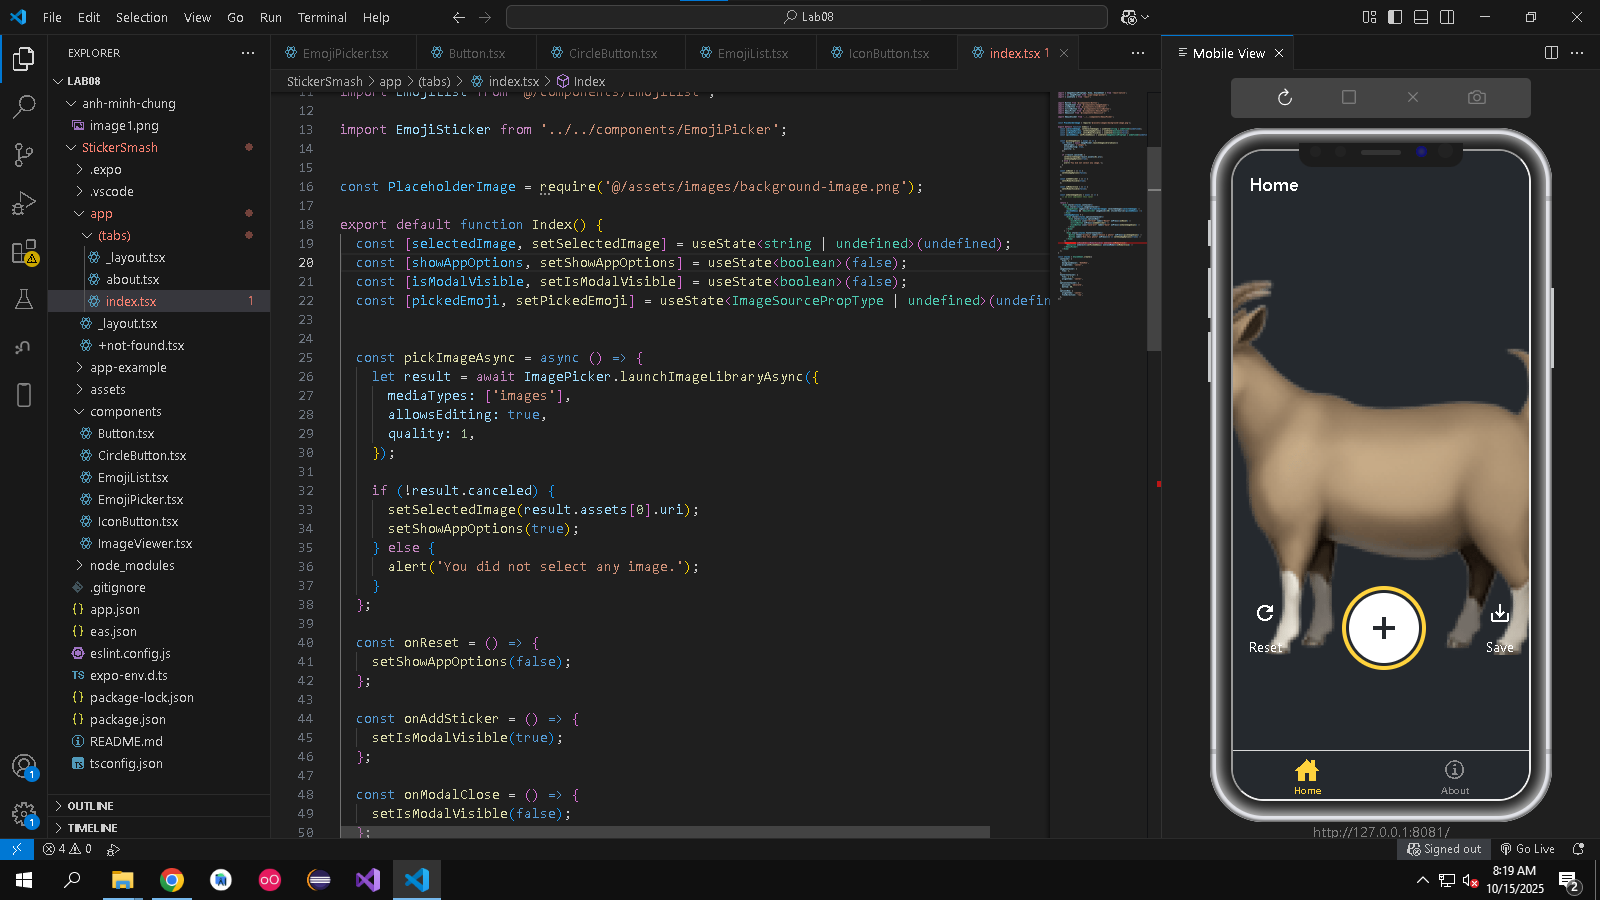 File Edit Selection View Go Run Terminal Help
Lab08
EXPLORER
LAB08
anh-minh-chung
image1.png
StickerSmash
.expo
.vscode
app
(tabs)
_layout.tsx
about.tsx
index.tsx 1
_layout.tsx
+not-found.tsx
app-example
assets
components
Button.tsx
CircleButton.tsx
EmojiList.tsx
EmojiPicker.tsx
IconButton.tsx
ImageViewer.tsx
node_modules
.gitignore
app.json
eas.json
eslint.config.js
TS expo-env.d.ts
package-lock.json
package.json
README.md
tsconfig.json
OUTLINE
TIMELINE
EmojiPicker.tsx Button.tsx CircleButton.tsx EmojiList.tsx IconButton.tsx index.tsx 1
StickerSmash > app > (tabs) > index.tsx > Index
11 import EmojiList from '@/components/EmojiList';
12
13 import EmojiSticker from '../../components/EmojiPicker';
14
15
16 const PlaceholderImage = require('@/assets/images/background-image.png');
17
18 export default function Index() {
19 const [selectedImage, setSelectedImage] = useState<string | undefined>(undefined);
20 const [showAppOptions, setShowAppOptions] = useState<boolean>(false);
21 const [isModalVisible, setIsModalVisible] = useState<boolean>(false);
22 const [pickedEmoji, setPickedEmoji] = useState<ImageSourcePropType | undefined>(undefin
23
24
25 const pickImageAsync = async () => {
26 let result = await ImagePicker.launchImageLibraryAsync({
27 mediaTypes: ['images'],
28 allowsEditing: true,
29 quality: 1,
30 });
31
32 if (!result.canceled) {
33 setSelectedImage(result.assets[0].uri);
34 setShowAppOptions(true);
35 } else {
36 alert('You did not select any image.');
37 }
38 };
39
40 const onReset = () => {
41 setShowAppOptions(false);
42 };
43
44 const onAddSticker = () => {
45 setIsModalVisible(true);
46 };
47
48 const onModalClose = () => {
49 setIsModalVisible(false);
50 };
Mobile View
Home
Reset
Save
Home
About
http://127.0.0.1:8081/
4 0
Signed out
Go Live
1
1
8:19 AM
10/15/2025
2